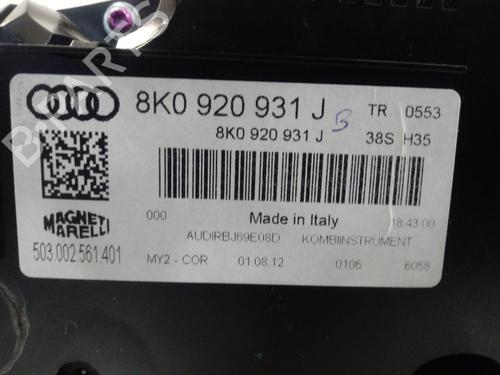 8K0 920 931 J TR 0553
8K0 920 931 J B 38S H35
MAGNETI
MARELLI
503.002.561.401
000 Made in Italy 18.43.00
AUDIRBJ69E08D KOMBIINSTRUMENT
MY2 - COR 01.08.12 0106 6058